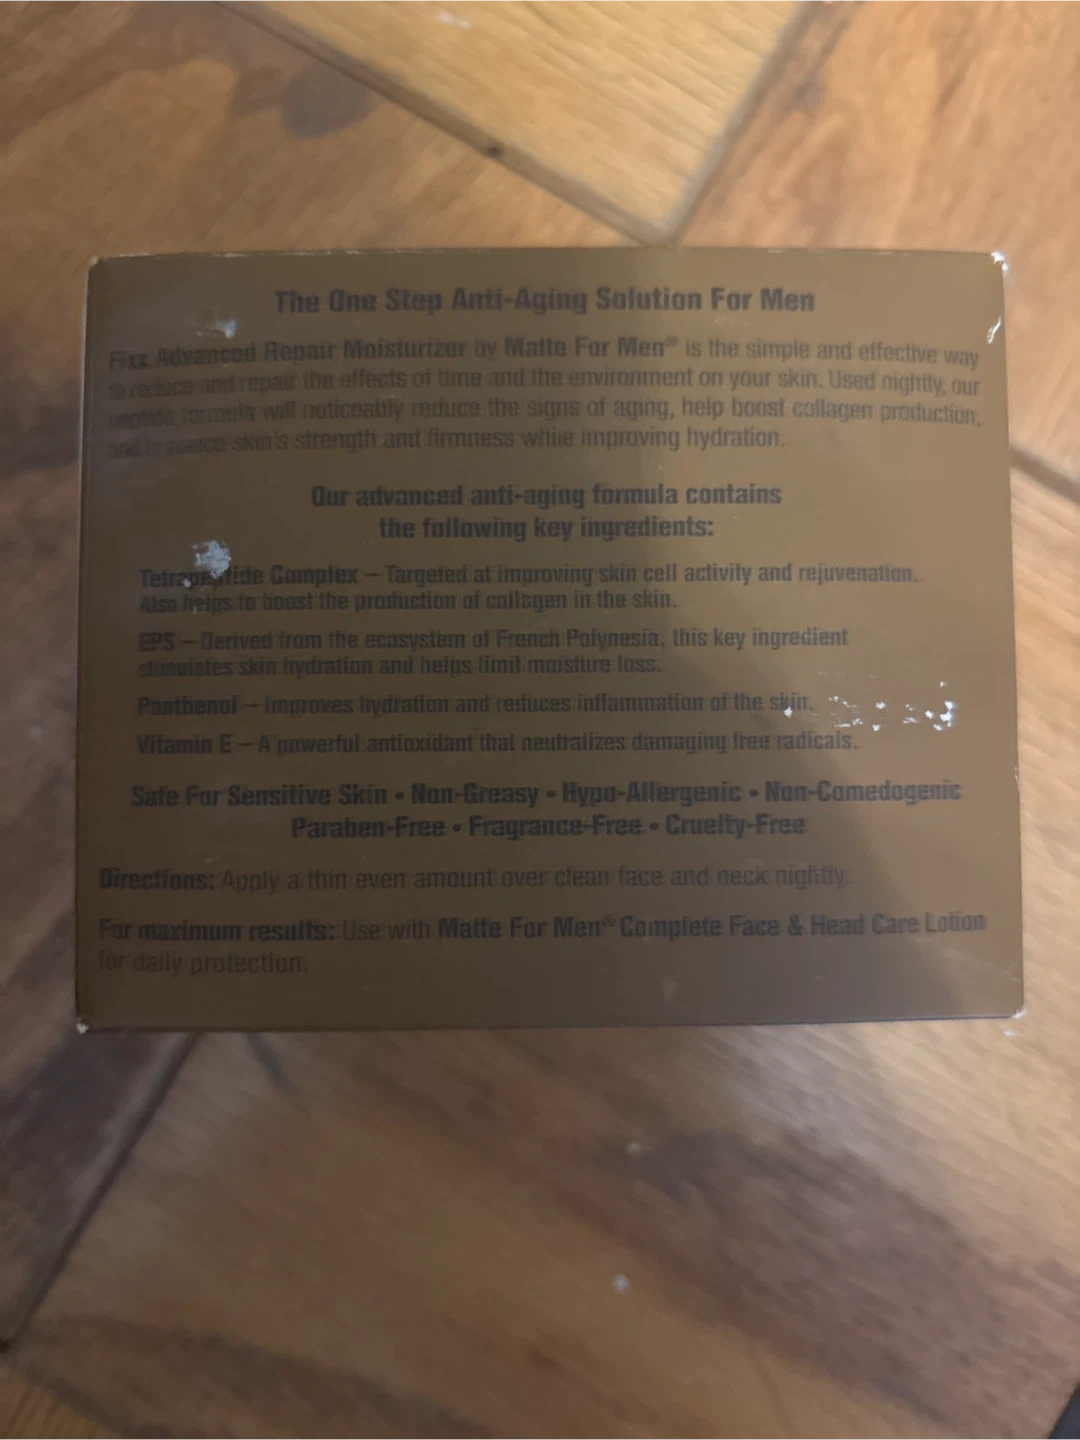 The One Step Anti-Aging Solution For Men
Fixx Advanced Repair Moisturizer by Matte For Men® is the simple and effective way
to reduce and repair the effects of time and the environment on your skin. Used nightly, our
peptide formula will noticeably reduce the signs of aging, help boost collagen production,
and enhance skin's strength and firmness while improving hydration.
Our advanced anti-aging formula contains
the following key ingredients:
Tetrapeptide Complex – Targeted at improving skin cell activity and rejuvenation.
Also helps to boost the production of collagen in the skin.
EPS – Derived from the ecosystem of French Polynesia, this key ingredient
stimulates skin hydration and helps limit moisture loss.
Panthenol – Improves hydration and reduces inflammation of the skin.
Vitamin E – A powerful antioxidant that neutralizes damaging free radicals.
Safe For Sensitive Skin • Non-Greasy • Hypo-Allergenic • Non-Comedogenic
Paraben-Free • Fragrance-Free • Cruelty-Free
Directions: Apply a thin even amount over clean face and neck nightly.
For maximum results: Use with Matte For Men® Complete Face & Head Care Lotion
for daily protection.